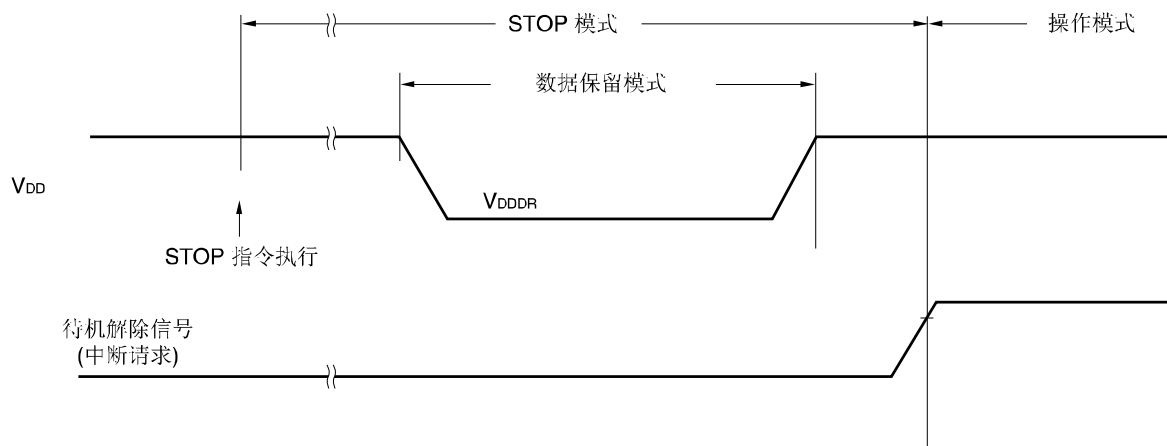 STOP 模式
操作模式
数据保留模式
VDD
VDDDR
STOP 指令执行
待机解除信号
(中断请求)